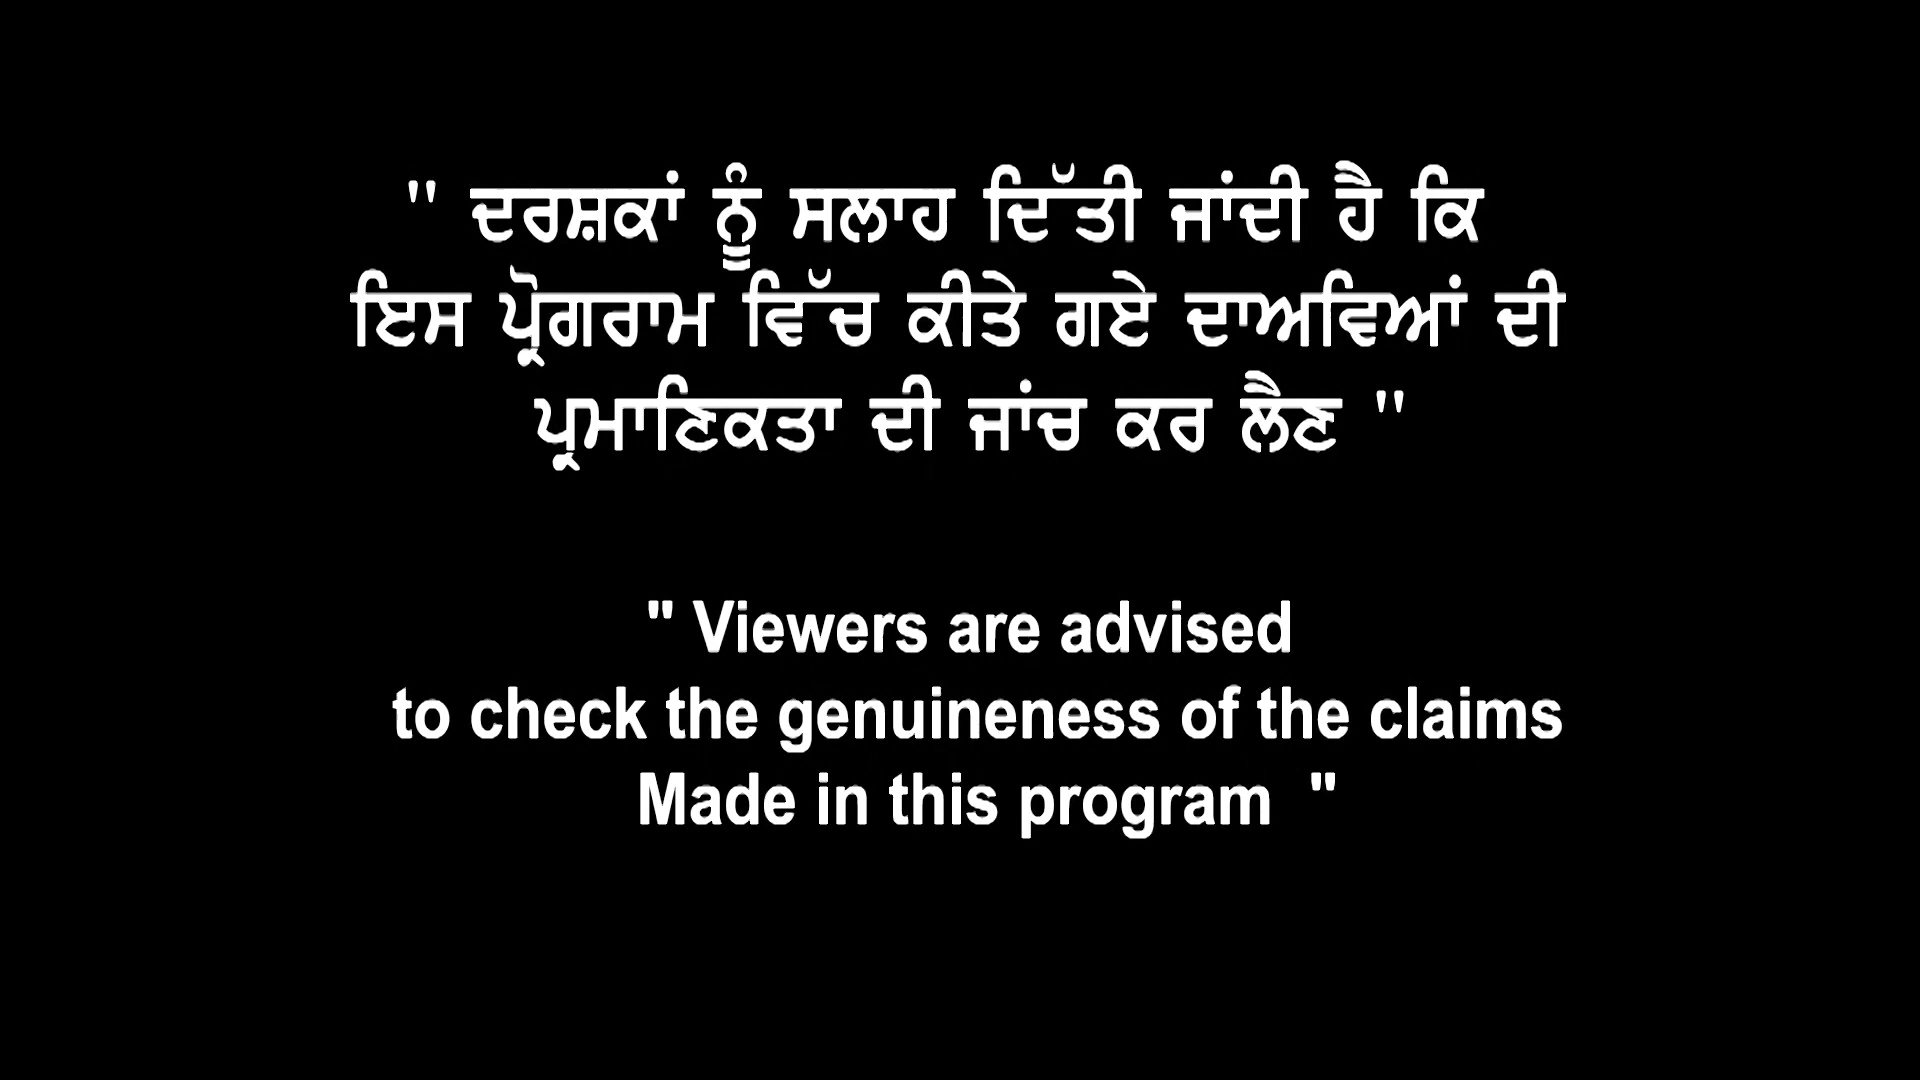 " ਦਰਸ਼ਕਾਂ ਨੂੰ ਸਲਾਹ ਦਿੱਤੀ ਜਾਂਦੀ ਹੈ ਕਿ
ਇਸ ਪ੍ਰੋਗਰਾਮ ਵਿੱਚ ਕੀਤੇ ਗਏ ਦਾਅਵਿਆਂ ਦੀ
ਪ੍ਰਮਾਣਿਕਤਾ ਦੀ ਜਾਂਚ ਕਰ ਲੈਣ "
" Viewers are advised
to check the genuineness of the claims
Made in this program "